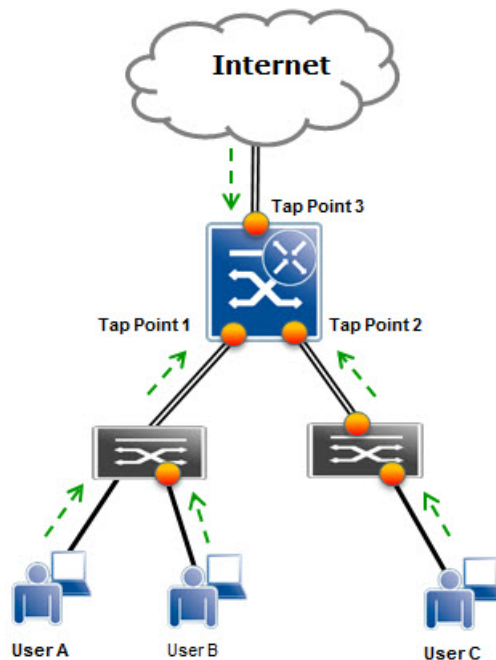 Internet
Tap Point 3
Tap Point 1
Tap Point 2
User A
User B
User C